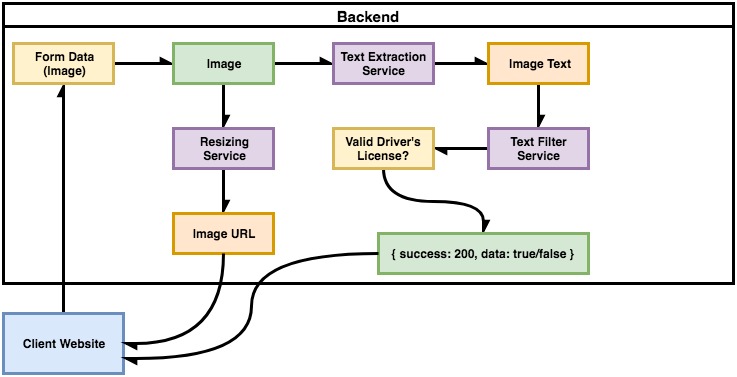 Backend
Form Data
(Image)
Image
Text Extraction
Service
Image Text
Resizing
Service
Valid Driver's
License?
Text Filter
Service
Image URL
{ success: 200, data: true/false }
Client Website